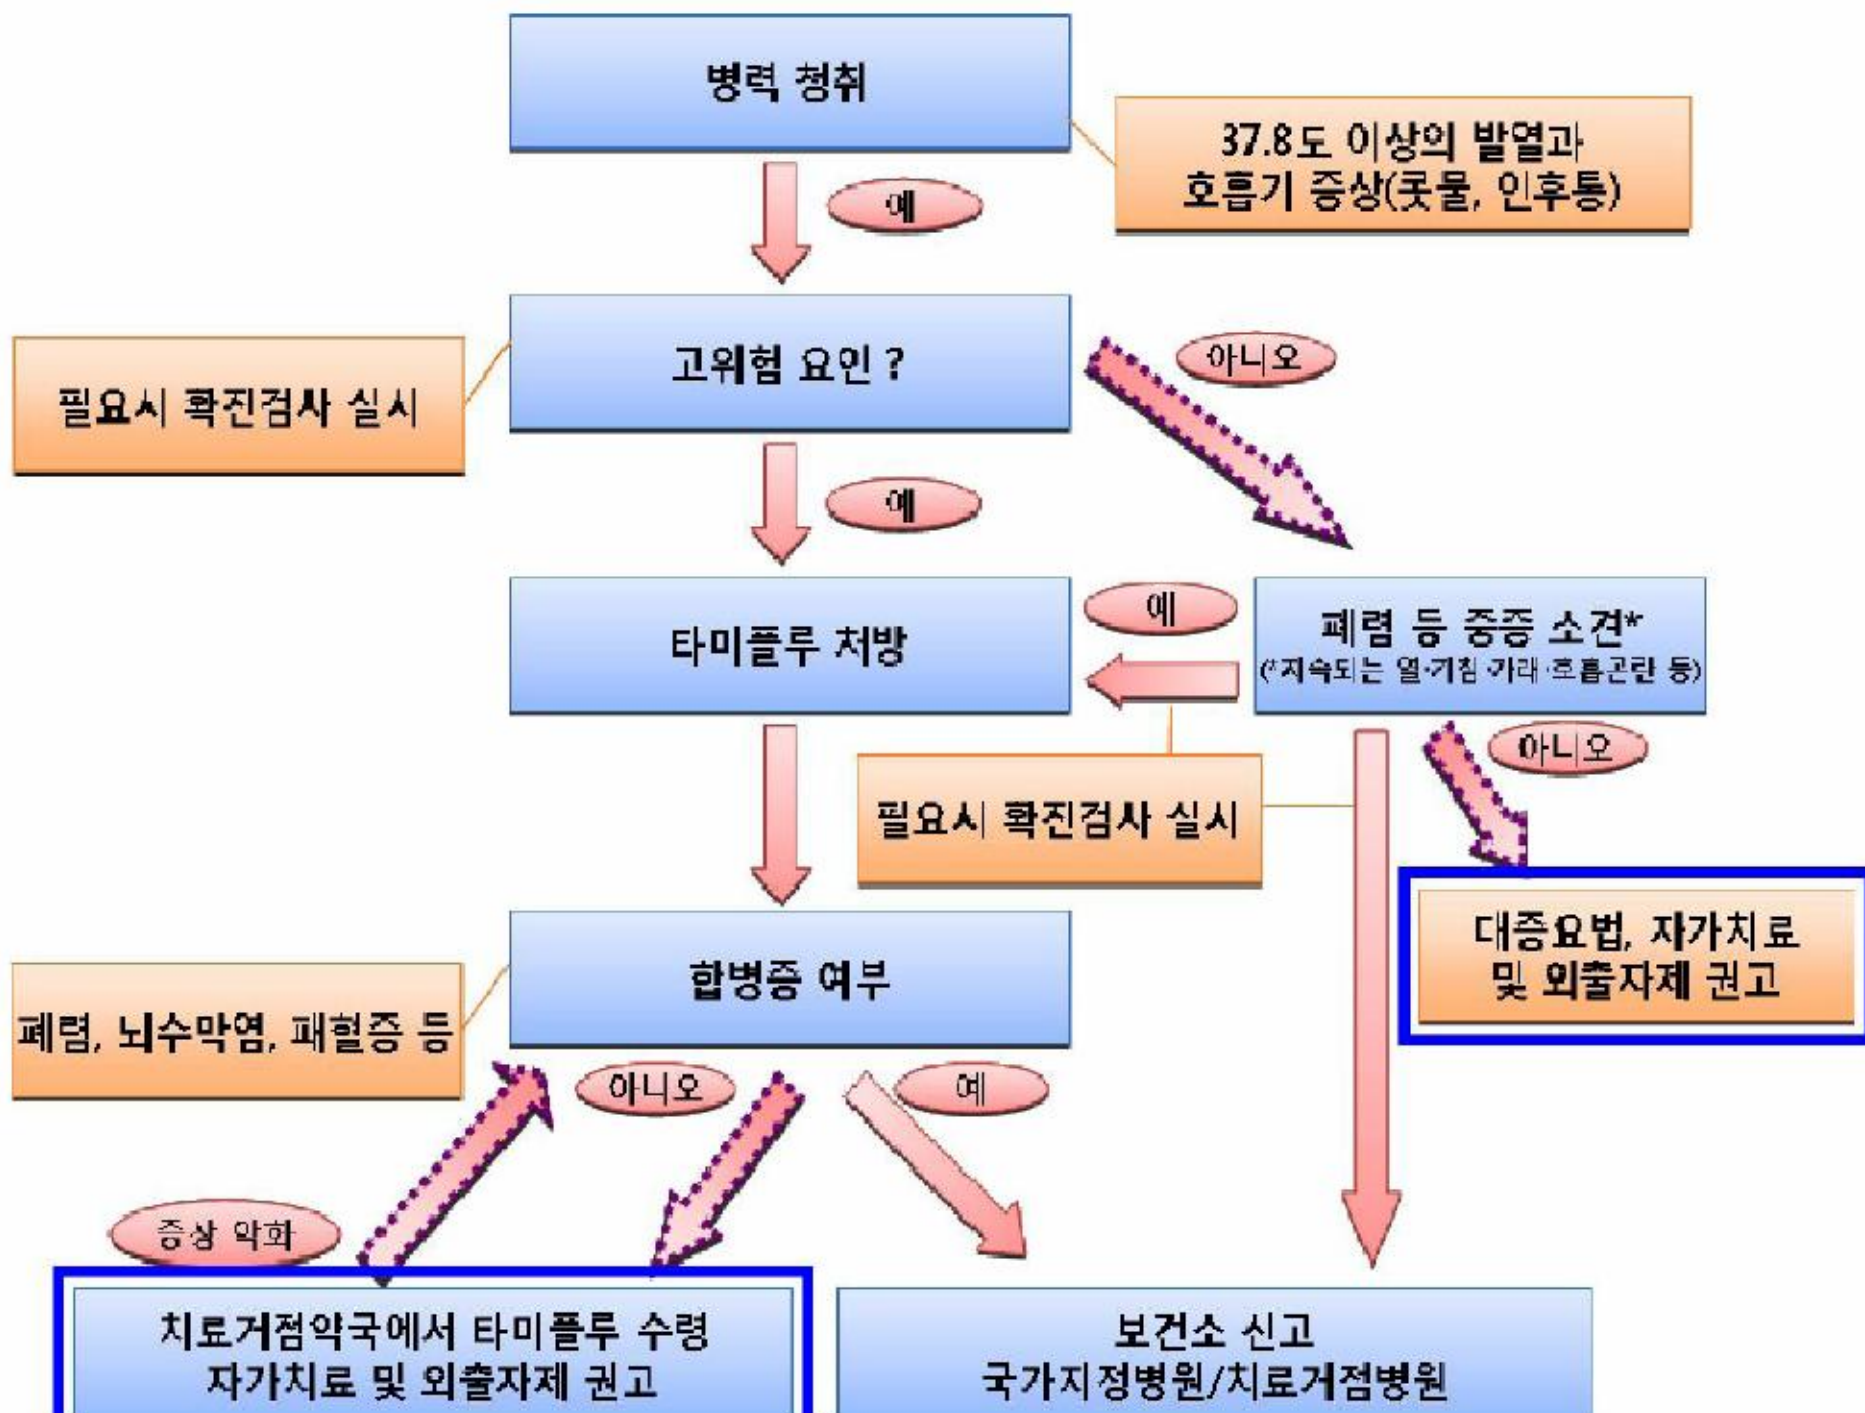 병력 청취
37.8도 이상의 발열과
호흡기 증상(콧물, 인후통)
예
고위험 요인 ?
아니오
필요시 확진검사 실시
예
타미플루 처방
예
폐렴 등 중증 소견*
(*지속되는 열·기침·가래·호흡곤란 등)
아니오
필요시 확진검사 실시
대증요법, 자가치료
및 외출자제 권고
합병증 여부
폐렴, 뇌수막염, 패혈증 등
아니오
예
증상 악화
치료거점약국에서 타미플루 수령
자가치료 및 외출자제 권고
보건소 신고
국가지정병원/치료거점병원